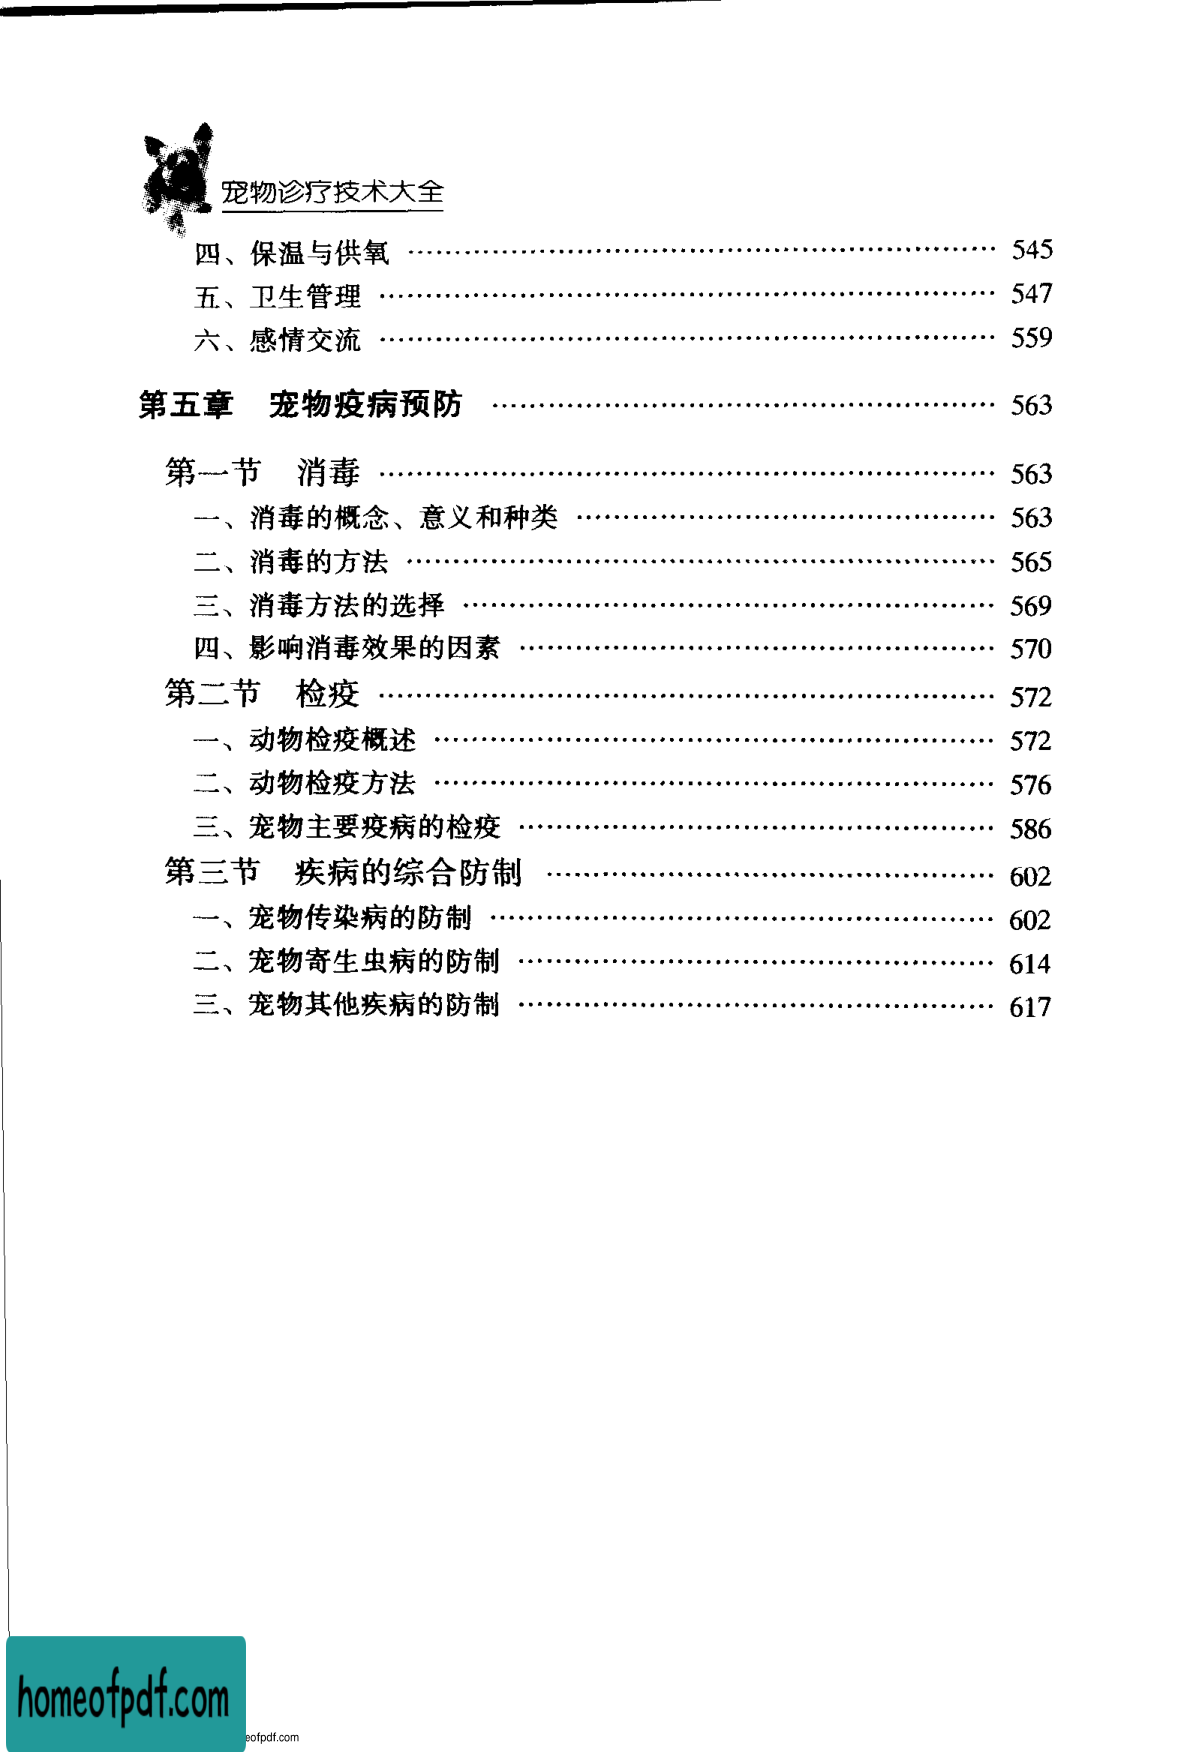 宠物诊疗技术大全
四、保温与供氧 …………………………………………………… 545
五、卫生管理 …………………………………………………… 547
六、感情交流 …………………………………………………… 559
第五章 宠物疫病预防 …………………………………………… 563
第一节 消毒 …………………………………………………… 563
一、消毒的概念、意义和种类 …………………………………… 563
二、消毒的方法 ………………………………………………… 565
三、消毒方法的选择 …………………………………………… 569
四、影响消毒效果的因素 ……………………………………… 570
第二节 检疫 …………………………………………………… 572
一、动物检疫概述 ……………………………………………… 572
二、动物检疫方法 ……………………………………………… 576
三、宠物主要疫病的检疫 ……………………………………… 586
第三节 疾病的综合防制 ……………………………………… 602
一、宠物传染病的防制 ………………………………………… 602
二、宠物寄生虫病的防制 ……………………………………… 614
三、宠物其他疾病的防制 ……………………………………… 617
homeofpdf.com
eofpdf.com